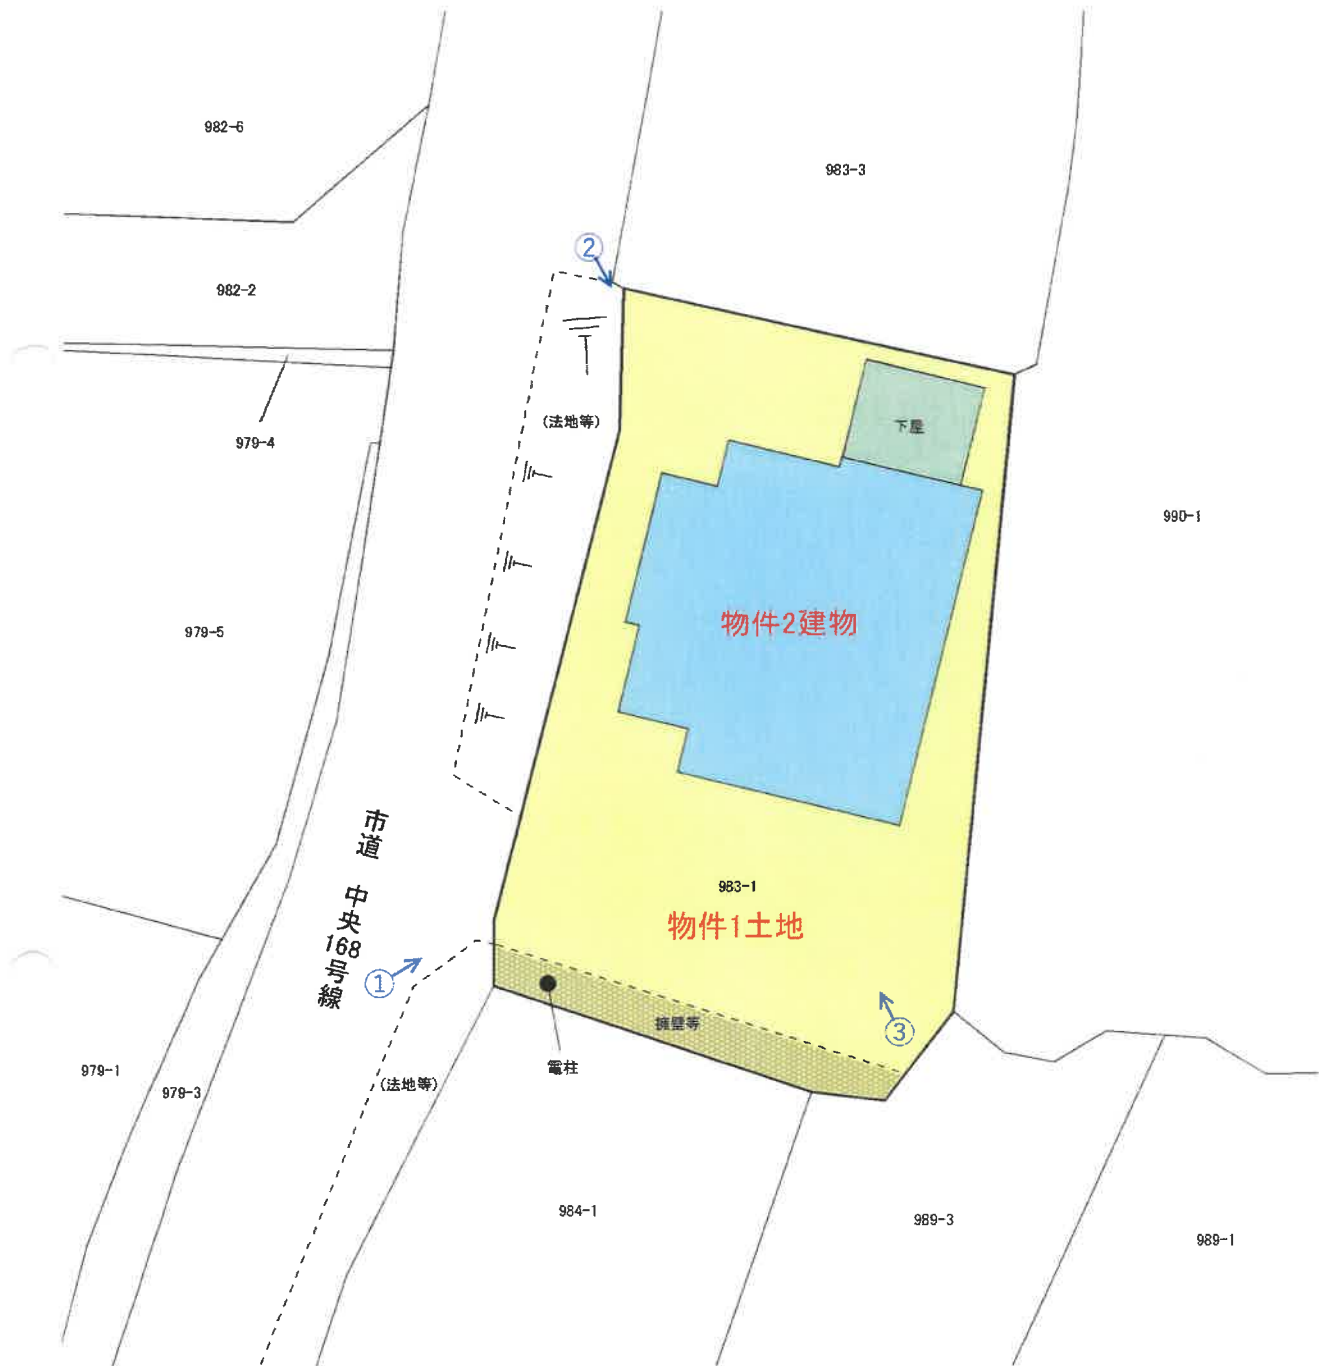 982-6
983-3
②
982-2
(法地等)
下屋
979-4
990-1
物件2建物
979-5
市道 中央168号線
983-1
物件1土地
①
擁壁等
③
電柱
979-1
(法地等)
979-3
984-1
989-3
989-1